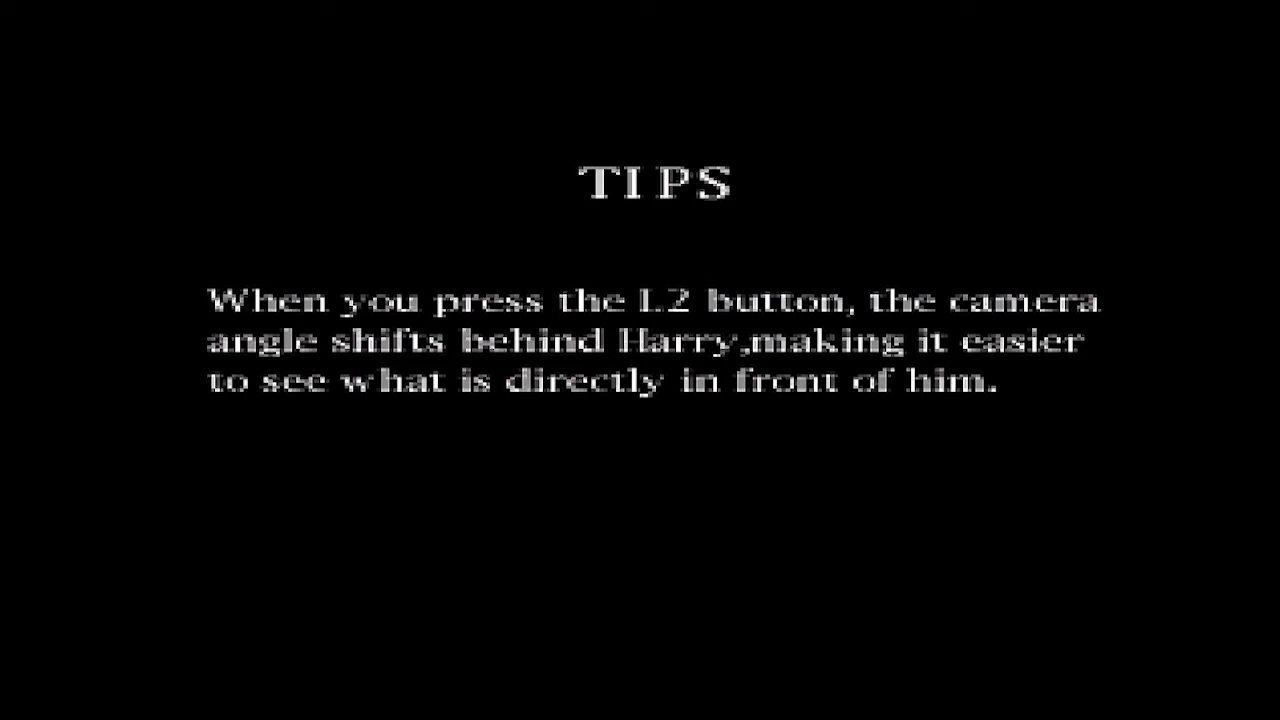 TIPS
When you press the L2 button, the camera
angle shifts behind Harry,making it easier
to see what is directly in front of him.